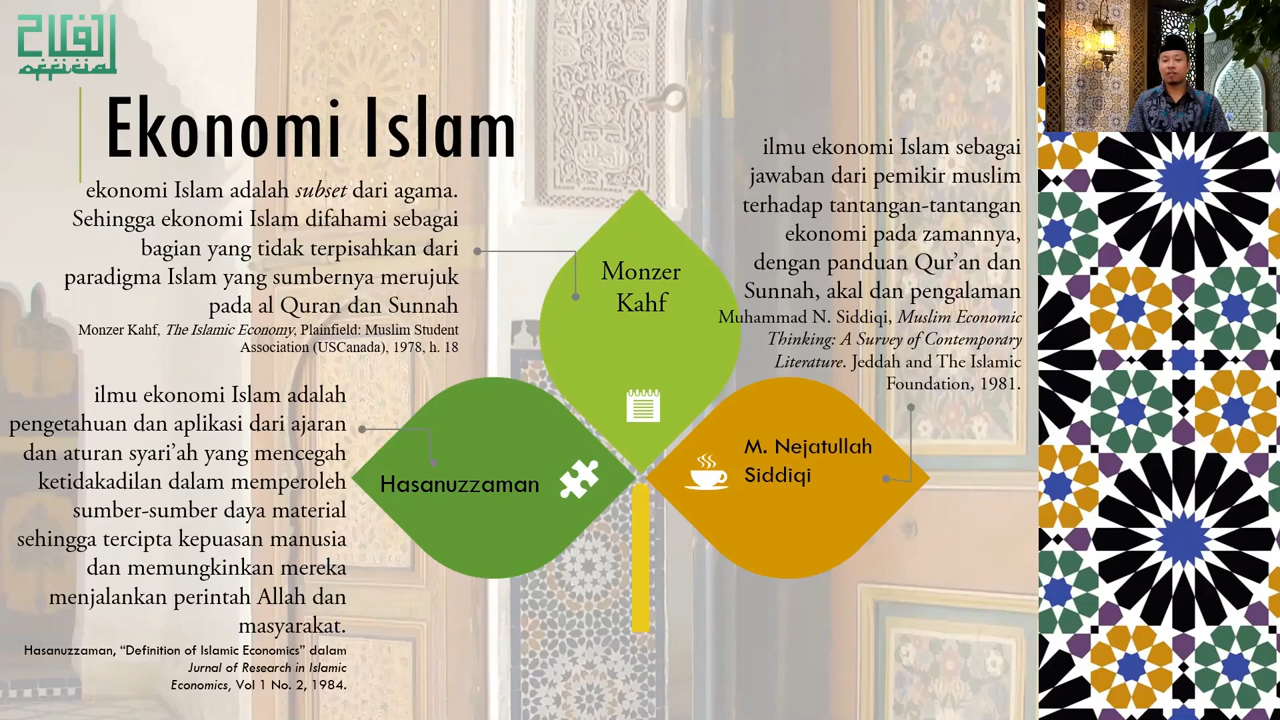 الفلاح
official
Ekonomi Islam
ekonomi Islam adalah subset dari agama.
Sehingga ekonomi Islam difahami sebagai
bagian yang tidak terpisahkan dari
paradigma Islam yang sumbernya merujuk
pada al Quran dan Sunnah
Monzer Kahf, The Islamic Economy, Plainfield: Muslim Student
Association (USCanada), 1978, h. 18
ilmu ekonomi Islam adalah
pengetahuan dan aplikasi dari ajaran
dan aturan syari’ah yang mencegah
ketidakadilan dalam memperoleh
sumber-sumber daya material
sehingga tercipta kepuasan manusia
dan memungkinkan mereka
menjalankan perintah Allah dan
masyarakat.
Hasanuzzaman, “Definition of Islamic Economics” dalam
Jurnal of Research in Islamic
Economics, Vol 1 No. 2, 1984.
Monzer
Kahf
Hasanuzzaman
M. Nejatullah
Siddiqi
ilmu ekonomi Islam sebagai
jawaban dari pemikir muslim
terhadap tantangan-tantangan
ekonomi pada zamannya,
dengan panduan Qur’an dan
Sunnah, akal dan pengalaman
Muhammad N. Siddiqi, Muslim Economic
Thinking: A Survey of Contemporary
Literature. Jeddah and The Islamic
Foundation, 1981.